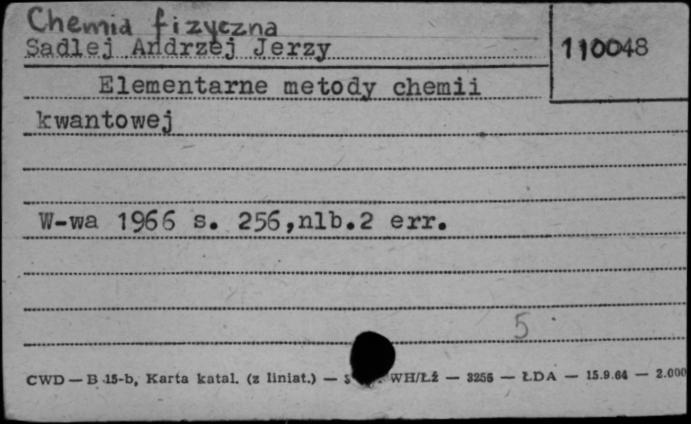 Chemia fizyczna
Sadlej Andrzej Jerzy
110048
Elementarne metody chemii
kwantowej
W-wa 1966 s. 256,nlb.2 err.
5
CWD — B 15-b, Karta katal. (z liniat.) — WH/Łż — 3256 — ŁDA — 15.9.64 — 2.000